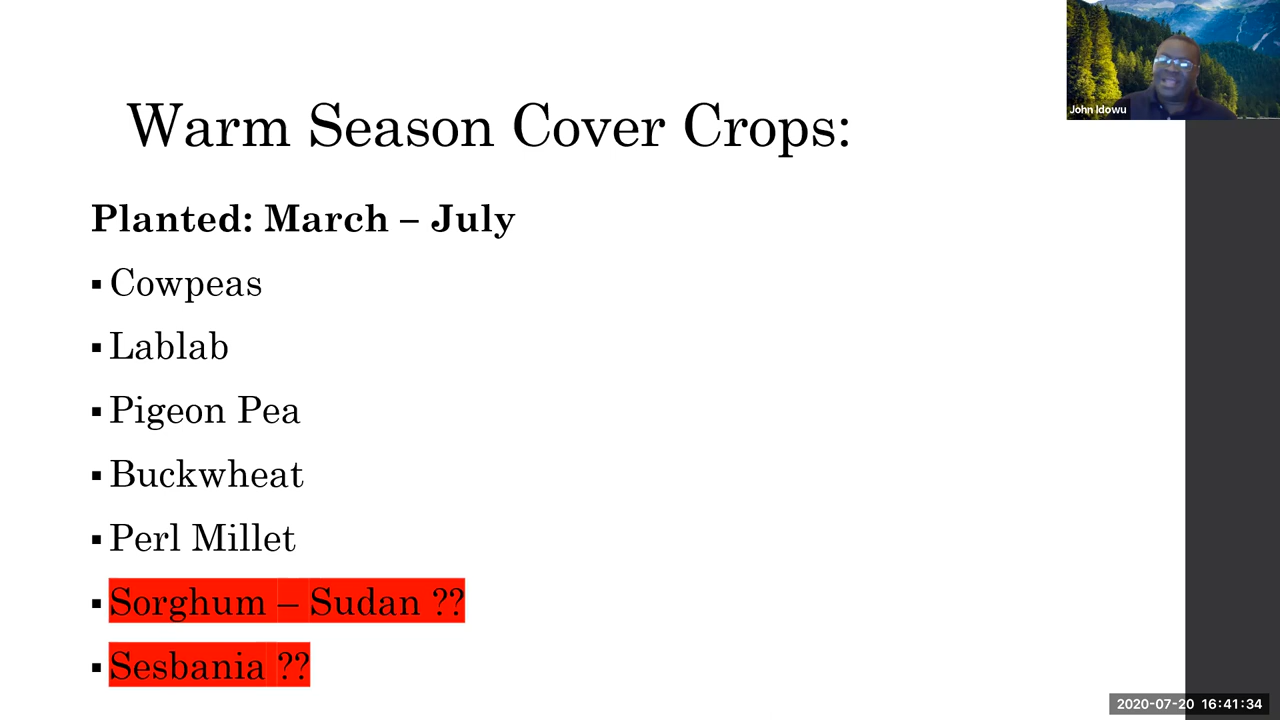 John Idowu
Warm Season Cover Crops:
Planted: March – July
▪ Cowpeas
▪ Lablab
▪ Pigeon Pea
▪ Buckwheat
▪ Perl Millet
▪ Sorghum – Sudan ??
▪ Sesbania ??
2020-07-20 16:41:34